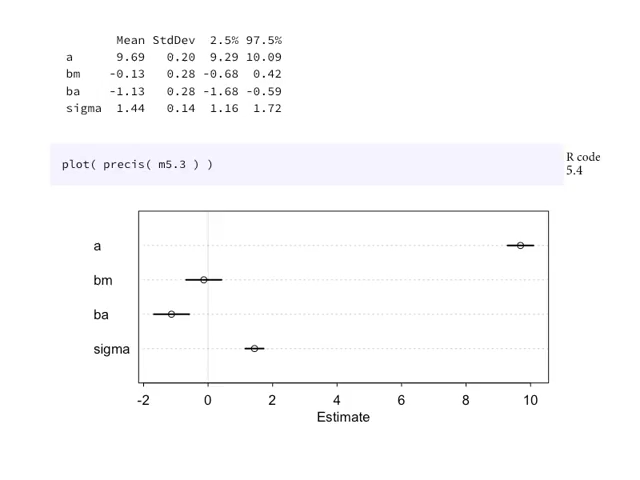 Mean StdDev 2.5% 97.5%
a 9.69 0.20 9.29 10.09
bm -0.13 0.28 -0.68 0.42
ba -1.13 0.28 -1.68 -0.59
sigma 1.44 0.14 1.16 1.72
plot( precis( m5.3 ) )
R code
5.4
a
bm
ba
sigma
-2 0 2 4 6 8 10
Estimate